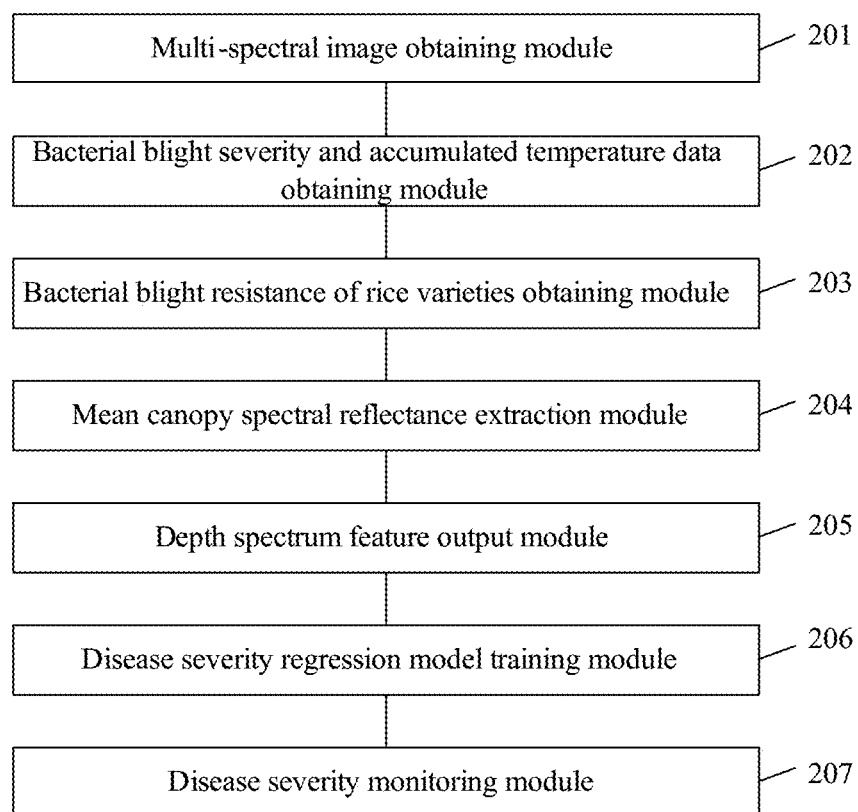 Multi-spectral image obtaining module
201
Bacterial blight severity and accumulated temperature data
obtaining module
202
Bacterial blight resistance of rice varieties obtaining module
203
Mean canopy spectral reflectance extraction module
204
Depth spectrum feature output module
205
Disease severity regression model training module
206
Disease severity monitoring module
207